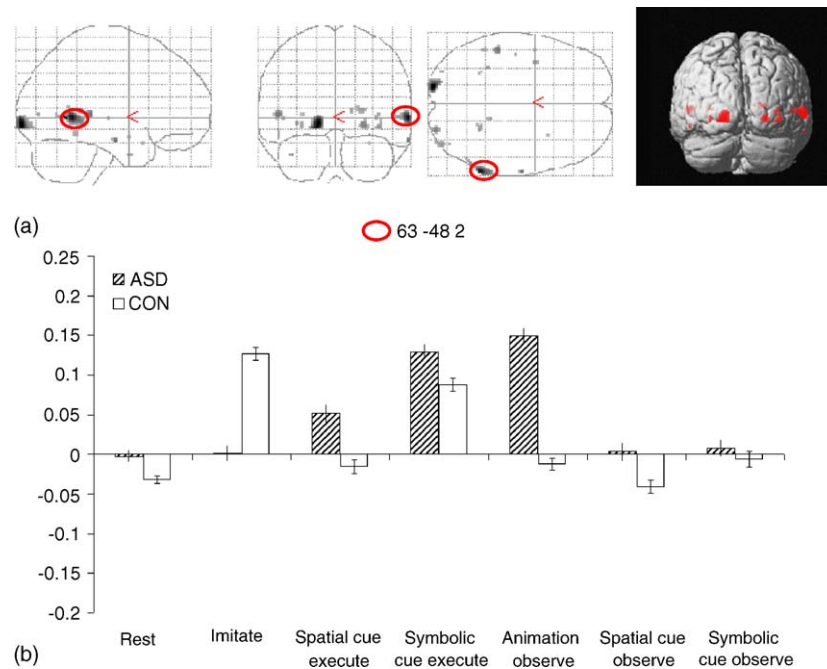 (a)
63 -48 2
0.25
0.2
0.15
0.1
0.05
0
-0.05
-0.1
-0.15
-0.2
ASD
CON
Rest
Imitate
Spatial cue
execute
Symbolic
cue execute
Animation
observe
Spatial cue
observe
Symbolic
cue observe
(b)